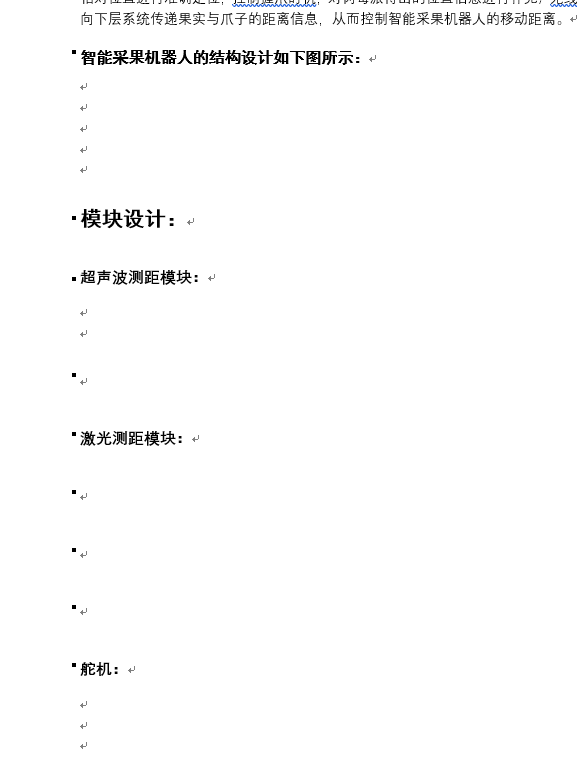 向下层系统传递果实与爪子的距离信息，从而控制智能采果机器人的移动距离。
智能采果机器人的结构设计如下图所示：
模块设计：
超声波测距模块：
激光测距模块：
舵机：